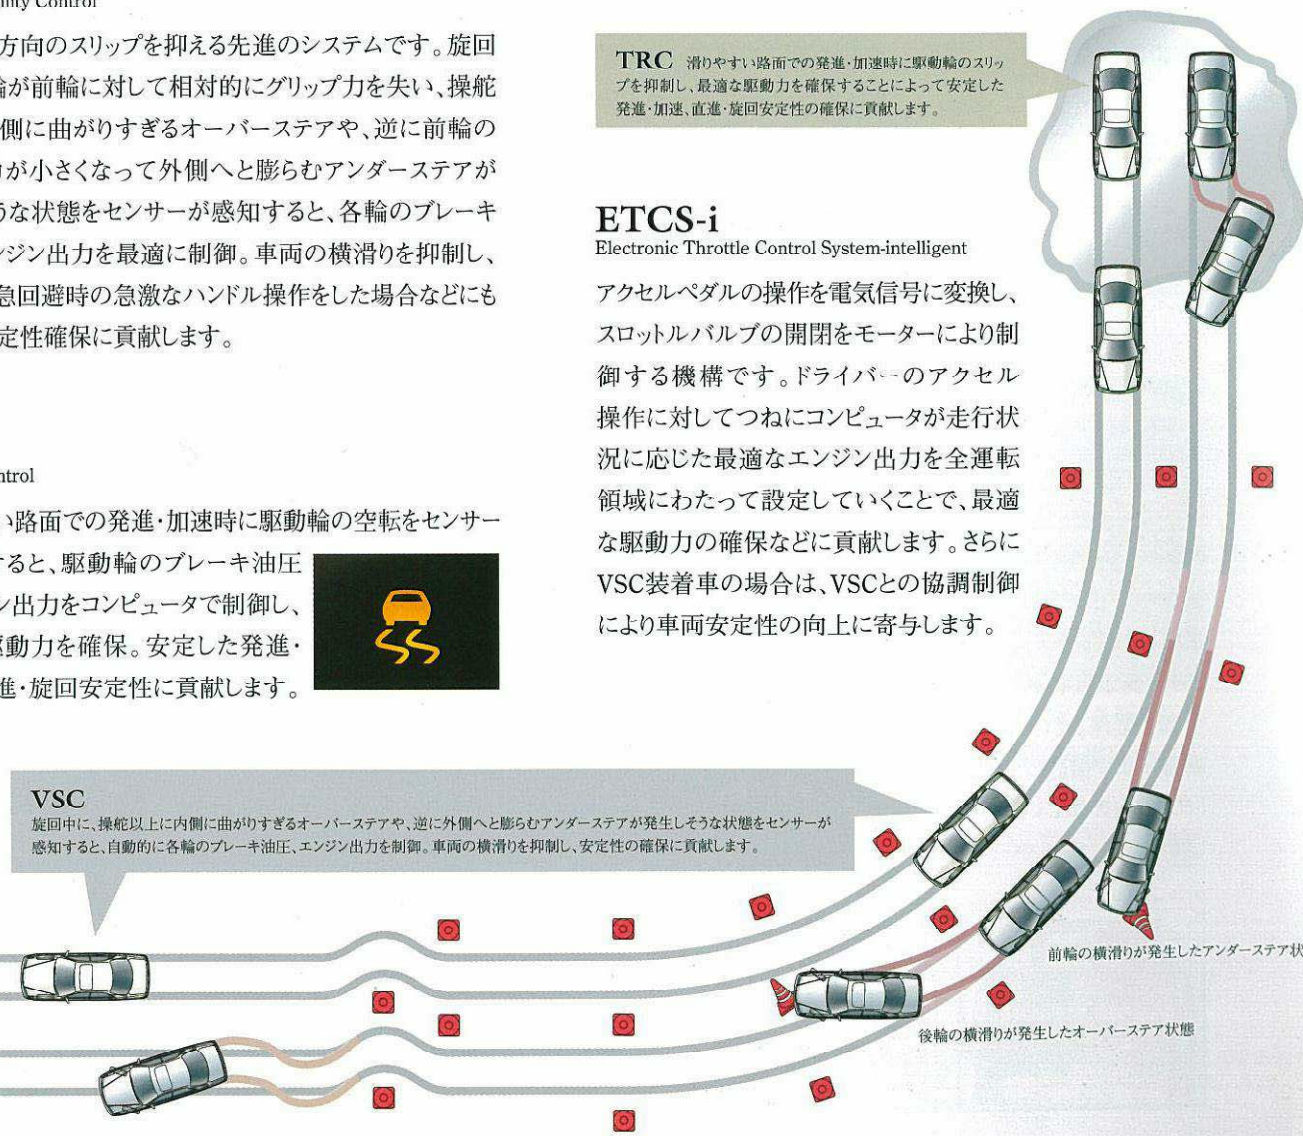 ility Control
方向のスリップを抑える先進のシステムです。旋回
輪が前輪に対して相対的にグリップ力を失い、操舵
側に曲がりすぎるオーバーステアや、逆に前輪の
力が小さくなって外側へと膨らむアンダーステアが
うな状態をセンサーが感知すると、各輪のブレーキ
ンジン出力を最適に制御。車両の横滑りを抑制し、
急回避時の急激なハンドル操作をした場合などにも
定性確保に貢献します。
ntrol
い路面での発進・加速時に駆動輪の空転をセンサー
すると、駆動輪のブレーキ油圧
ン出力をコンピュータで制御し、
駆動力を確保。安定した発進・
進・旋回安定性に貢献します。
TRC 滑りやすい路面での発進・加速時に駆動輪のスリッ
プを抑制し、最適な駆動力を確保することによって安定した
発進・加速、直進・旋回安定性の確保に貢献します。
ETCS-i
Electronic Throttle Control System-intelligent
アクセルペダルの操作を電気信号に変換し、
スロットルバルブの開閉をモーターにより制
御する機構です。ドライバーのアクセル
操作に対してつねにコンピュータが走行状
況に応じた最適なエンジン出力を全運転
領域にわたって設定していくことで、最適
な駆動力の確保などに貢献します。さらに
VSC装着車の場合は、VSCとの協調制御
により車両安定性の向上に寄与します。
VSC
旋回中に、操舵以上に内側に曲がりすぎるオーバーステアや、逆に外側へと膨らむアンダーステアが発生しそうな状態をセンサーが
感知すると、自動的に各輪のブレーキ油圧、エンジン出力を制御。車両の横滑りを抑制し、安定性の確保に貢献します。
前輪の横滑りが発生したアンダーステア状
後輪の横滑りが発生したオーバーステア状態